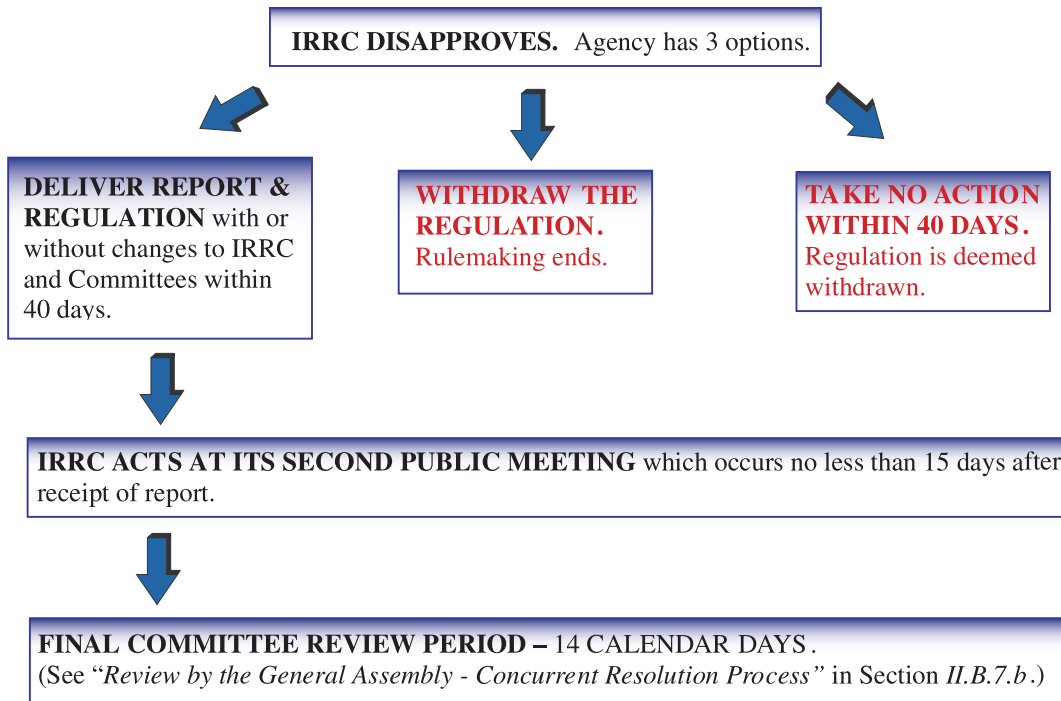 IRRC DISAPPROVES. Agency has 3 options.
DELIVER REPORT &
REGULATION with or
without changes to IRRC
and Committees within
40 days.
WITHDRAW THE
REGULATION.
Rulemaking ends.
TAKE NO ACTION
WITHIN 40 DAYS.
Regulation is deemed
withdrawn.
IRRC ACTS AT ITS SECOND PUBLIC MEETING which occurs no less than 15 days after
receipt of report.
FINAL COMMITTEE REVIEW PERIOD – 14 CALENDAR DAYS.
(See “Review by the General Assembly - Concurrent Resolution Process” in Section II.B.7.b.)